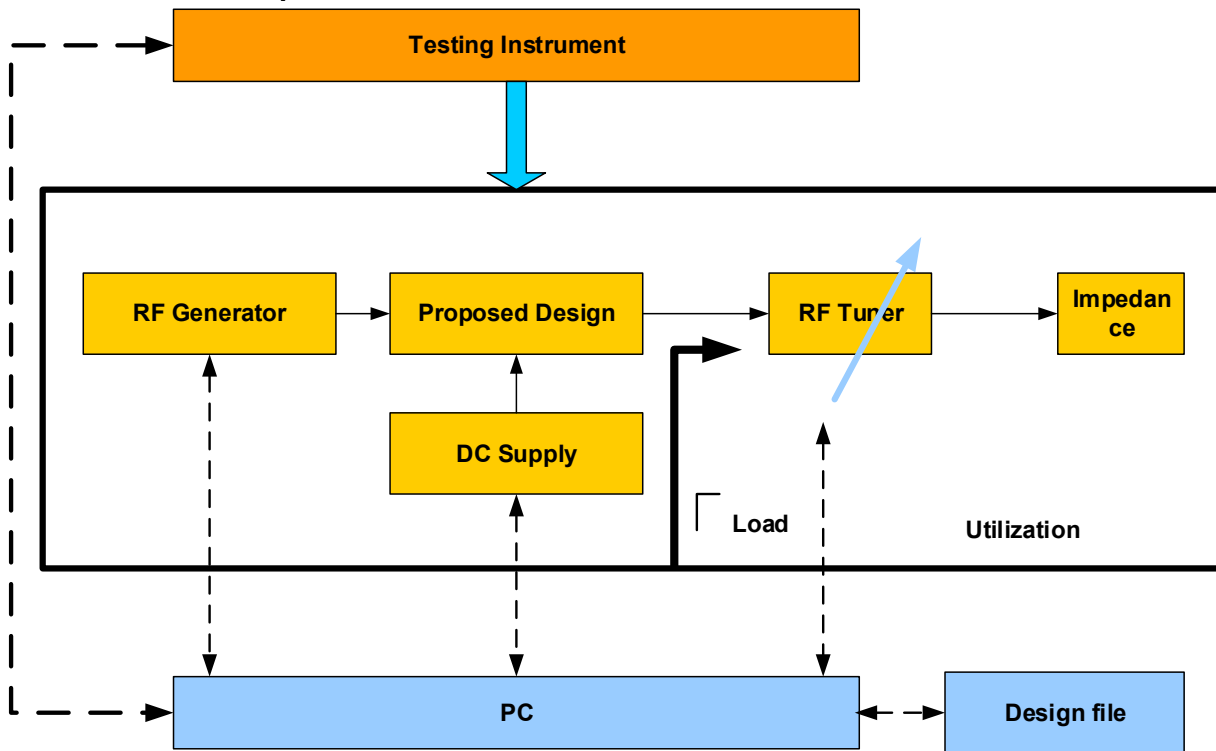 Testing Instrument
RF Generator
Proposed Design
RF Tuner
Impedan
ce
DC Supply
Load
Utilization
PC
Design file